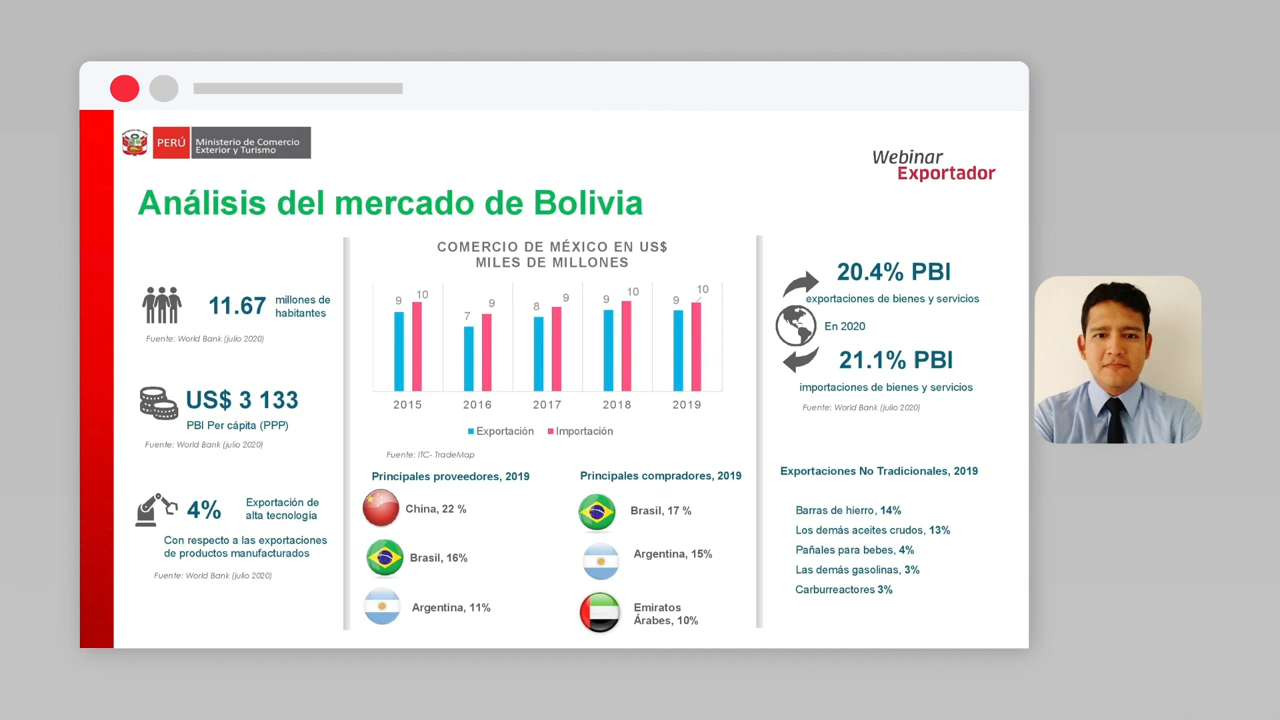 PERÚ
Ministerio de Comercio
Exterior y Turismo
Webinar
Exportador
Análisis del mercado de Bolivia
11.67 millones de
habitantes
Fuente: World Bank (julio 2020)
US$ 3 133
PBI Per cápita (PPP)
Fuente: World Bank (julio 2020)
4% Exportación de
alta tecnología
Con respecto a las exportaciones
de productos manufacturados
Fuente: World Bank (julio 2020)
COMERCIO DE MÉXICO EN US$
MILES DE MILLONES
9 10 7 9 8 9 9 10 9 10
2015 2016 2017 2018 2019
Exportación Importación
Fuente: ITC- TradeMap
Principales proveedores, 2019
China, 22 %
Brasil, 16%
Argentina, 11%
Principales compradores, 2019
Brasil, 17 %
Argentina, 15%
Emiratos
Árabes, 10%
20.4% PBI
exportaciones de bienes y servicios
En 2020
21.1% PBI
importaciones de bienes y servicios
Fuente: World Bank (julio 2020)
Exportaciones No Tradicionales, 2019
Barras de hierro, 14%
Los demás aceites crudos, 13%
Pañales para bebes, 4%
Las demás gasolinas, 3%
Carburreactores 3%